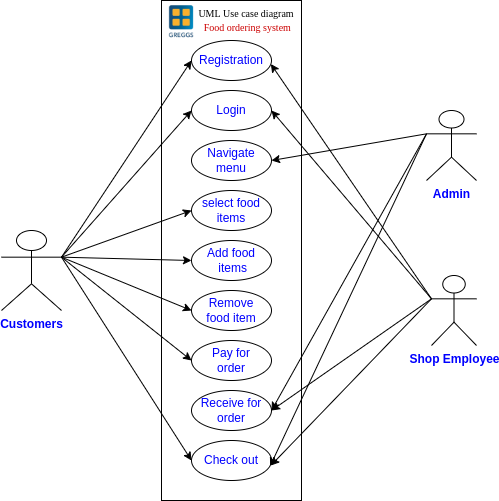 UML Use case diagram
Food ordering system
GREGGS
Registration
Login
Navigate
menu
select food
items
Add food
items
Remove
food item
Pay for
order
Receive for
order
Check out
Customers
Admin
Shop Employee